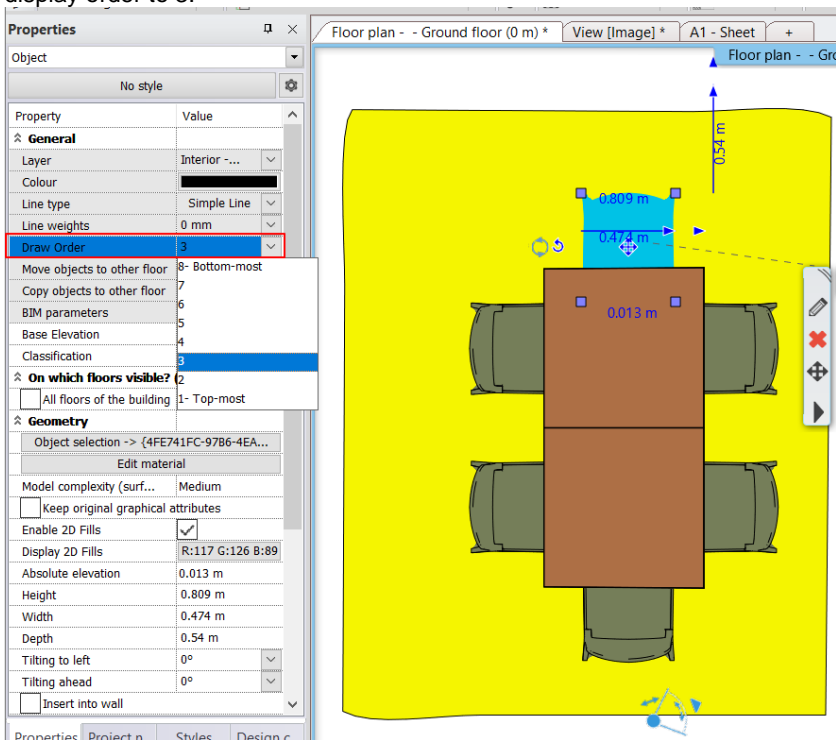 display order to 3.
Properties
Object
No style
Property Value
General
Layer Interior -...
Colour
Line type Simple Line
Line weights 0 mm
Draw Order 3
Move objects to other floor 8- Bottom-most
Copy objects to other floor 7
6
BIM parameters
5
Base Elevation
4
Classification
3
On which floors visible? (
2
All floors of the building 1- Top-most
Geometry
Object selection -> {4FE741FC-97B6-4EA...
Edit material
Model complexity (surf... Medium
Keep original graphical attributes
Enable 2D Fills
Display 2D Fills R:117 G:126 B:89
Absolute elevation 0.013 m
Height 0.809 m
Width 0.474 m
Depth 0.54 m
Tilting to left 0°
Tilting ahead 0°
Insert into wall
Properties Project n... Styles Design c...
Floor plan - - Ground floor (0 m) * View [Image] * A1 - Sheet +
Floor plan - - Gro
0.54 m
0.809 m
0.474 m
0.013 m